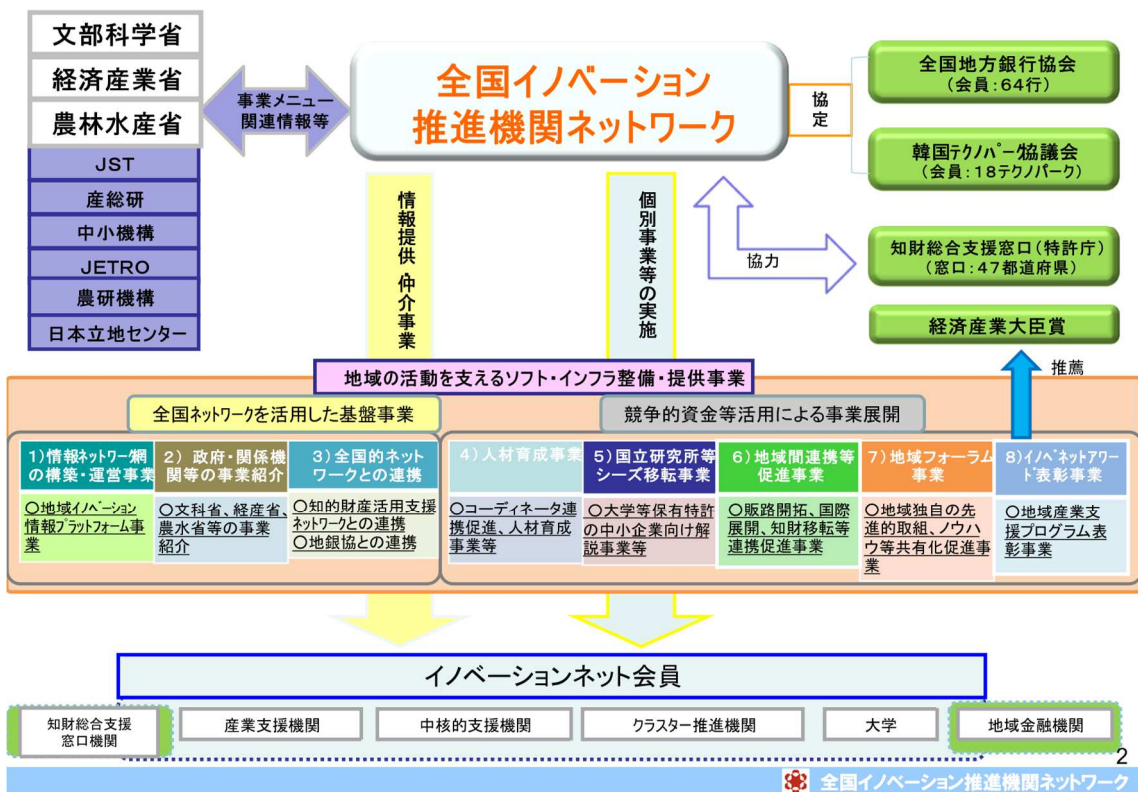 文部科学省
経済産業省
農林水産省
JST
産総研
中小機構
JETRO
農研機構
日本立地センター
事業メニュー
関連情報等
全国イノベーション
推進機関ネットワーク
協定
全国地方銀行協会
(会員:64行)
韓国テクノパーク協議会
(会員:18テクノパーク)
知財総合支援窓口(特許庁)
(窓口:47都道府県)
協力
経済産業大臣賞
推薦
情報提供・仲介事業
個別事業等の実施
地域の活動を支えるソフト・インフラ整備・提供事業
全国ネットワークを活用した基盤事業
競争的資金等活用による事業展開
1)情報ネットワーク網
の構築・運営事業
○地域イノベーション
情報プラットフォーム事
業
2) 政府・関係機
関等の事業紹介
○文科省、経産省、
農水省等の事業
紹介
3)全国的ネット
ワークとの連携
○知的財産活用支援
ネットワークとの連携
○地銀協との連携
4)人材育成事業
○コーディネータ連
携促進、人材育成
事業等
5)国立研究所等
シーズ移転事業
○大学等保有特許
の中小企業向け解
説事業等
6)地域間連携等
促進事業
○販路開拓、国際
展開、知財移転等
連携促進事業
7)地域フォーラム
事業
○地域独自の先
進的取組、ノウハ
ウ等共有化促進事
業
8)イノベネットアワー
ド表彰事業
○地域産業支
援プログラム表
彰事業
イノベーションネット会員
知財総合支援
窓口機関
産業支援機関
中核的支援機関
クラスター推進機関
大学
地域金融機関
2
全国イノベーション推進機関ネットワーク